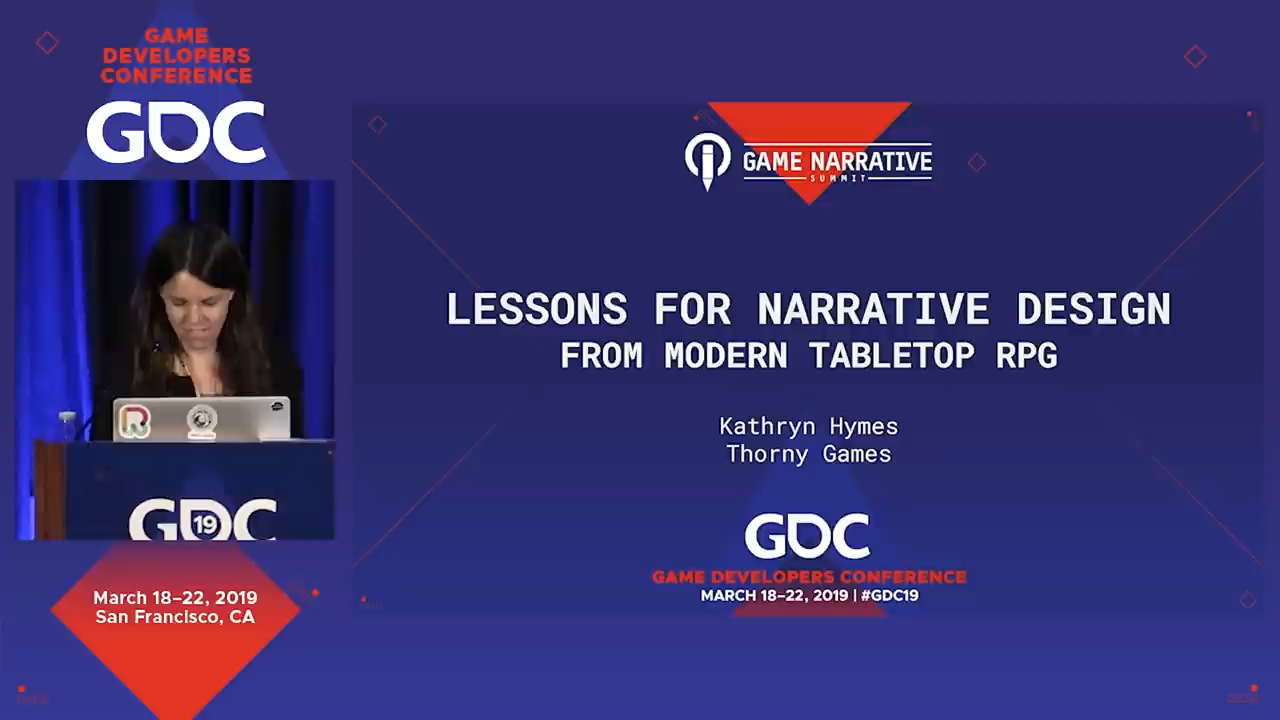 GAME
DEVELOPERS
CONFERENCE
GDC
GDC
19
March 18–22, 2019
San Francisco, CA
GAME NARRATIVE
SUMMIT
LESSONS FOR NARRATIVE DESIGN
FROM MODERN TABLETOP RPG
Kathryn Hymes
Thorny Games
GDC
GAME DEVELOPERS CONFERENCE
MARCH 18–22, 2019 | #GDC19